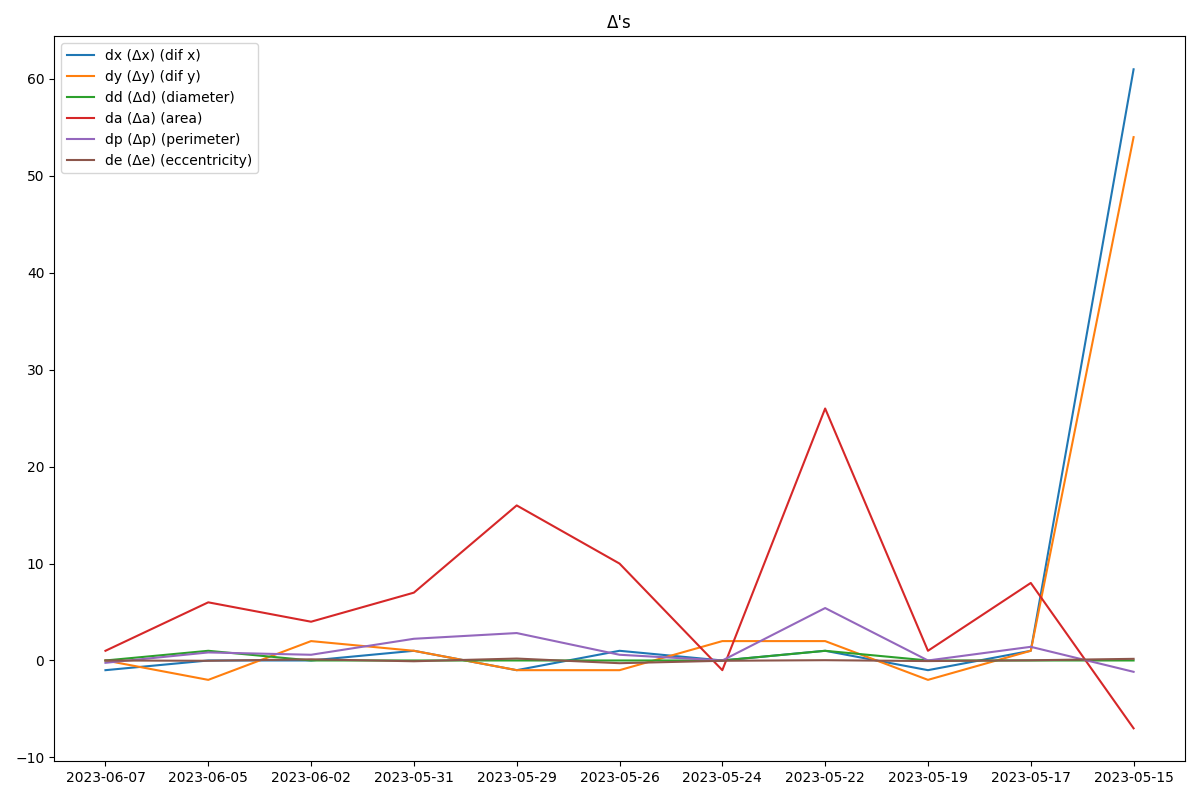 Δ's
dx (Δx) (dif x)
dy (Δy) (dif y)
dd (Δd) (diameter)
da (Δa) (area)
dp (Δp) (perimeter)
de (Δe) (eccentricity)
60
50
40
30
20
10
0
−10
2023-06-07 2023-06-05 2023-06-02 2023-05-31 2023-05-29 2023-05-26 2023-05-24 2023-05-22 2023-05-19 2023-05-17 2023-05-15